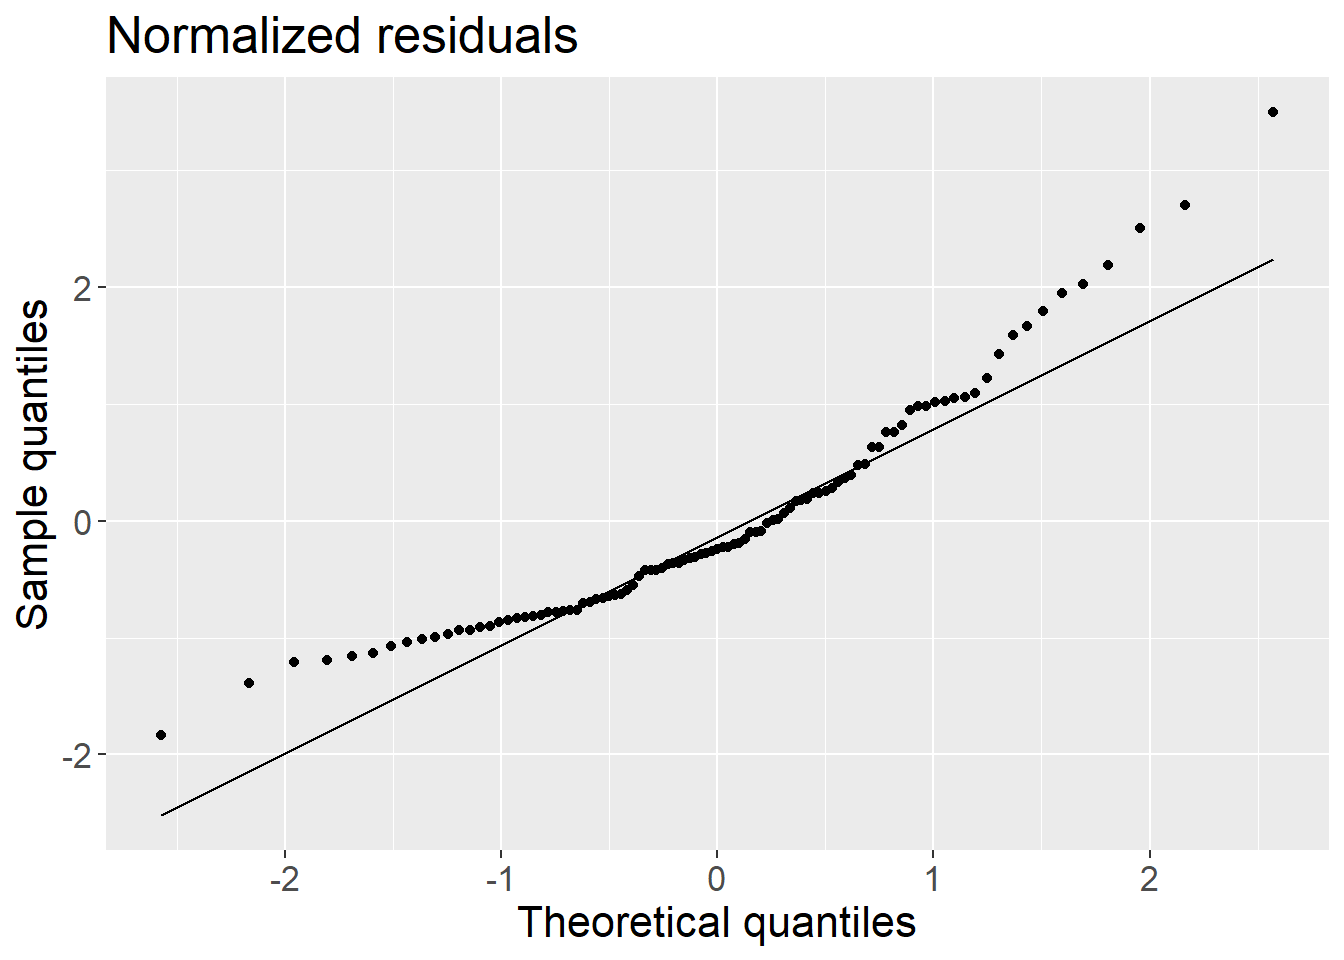 Normalized residuals
Sample quantiles
2
0
-2
-2
-1
0
1
2
Theoretical quantiles